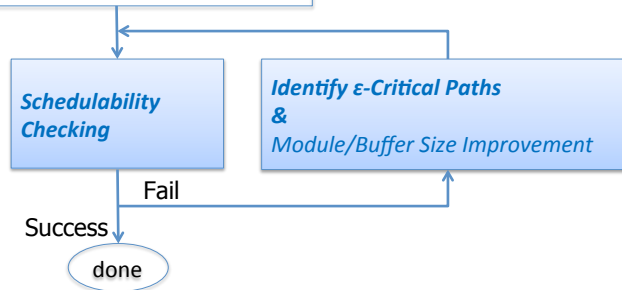 Schedulability
Checking
Identify ε-Critical Paths
&
Module/Buffer Size Improvement
Fail
Success
done